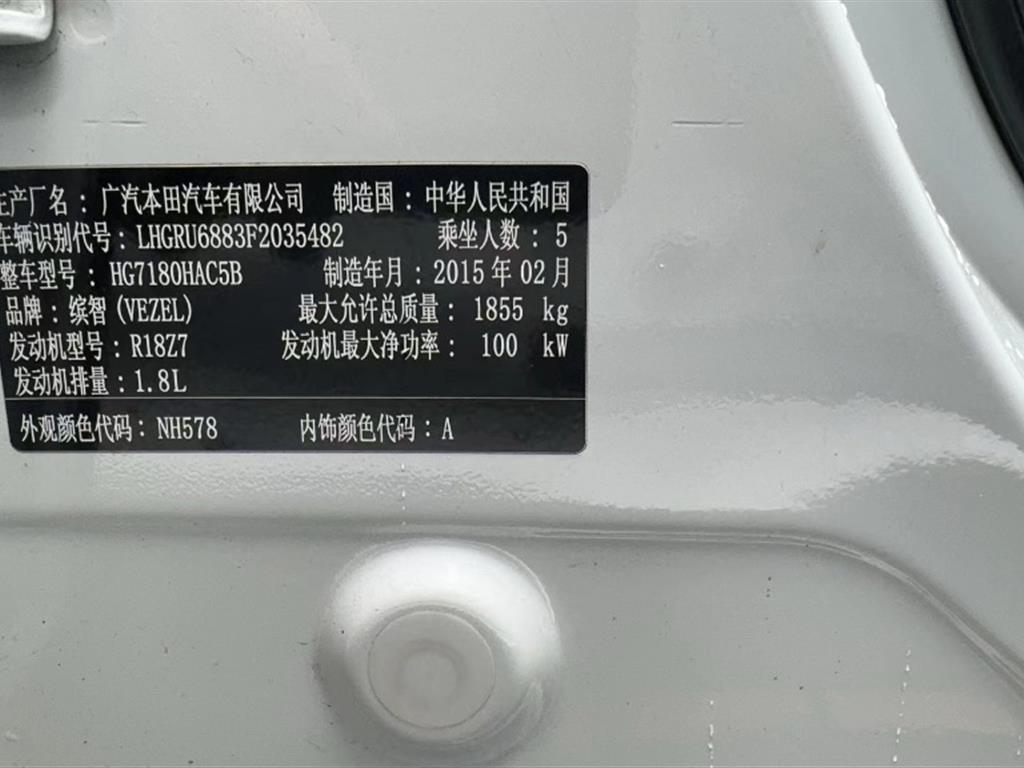 生产厂名：广汽本田汽车有限公司 制造国：中华人民共和国
车辆识别代号：LHGRU6883F2035482 乘坐人数：5
整车型号：HG7180HAC5B 制造年月：2015年02月
品牌：缤智(VEZEL) 最大允许总质量：1855 kg
发动机型号：R18Z7 发动机最大净功率：100 kW
发动机排量：1.8L
外观颜色代码：NH578 内饰颜色代码：A